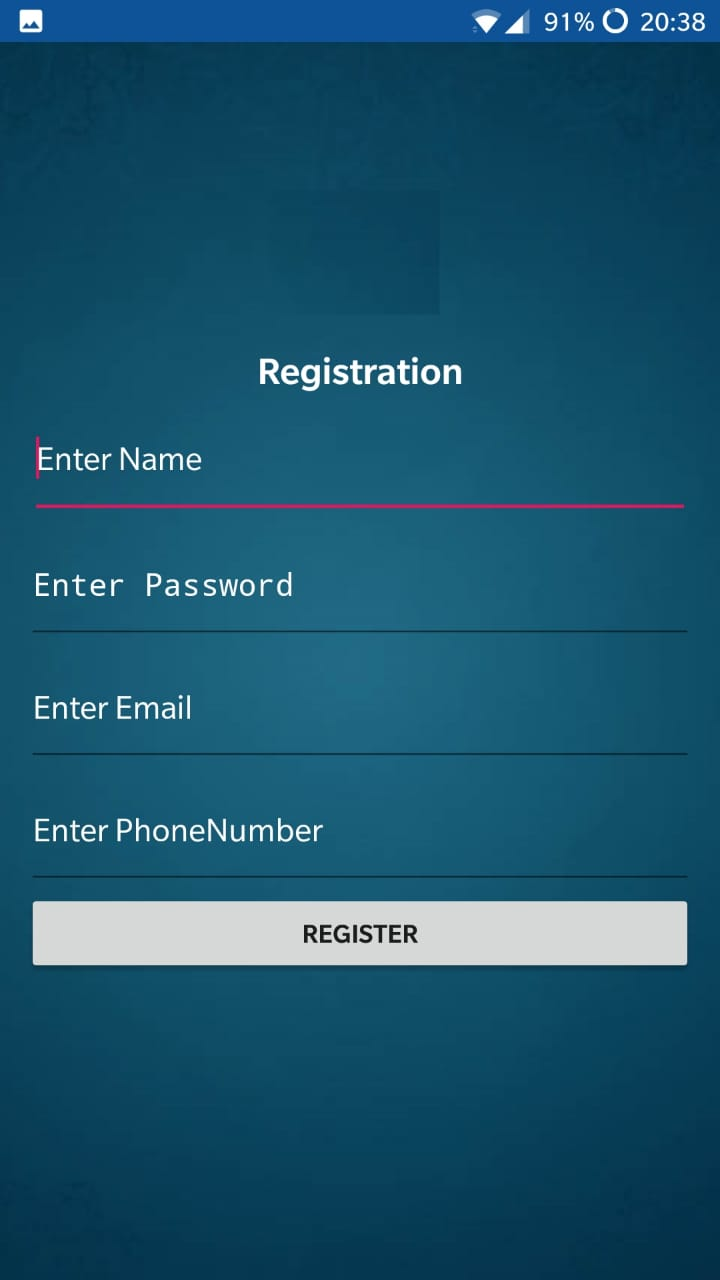 91% 20:38
Registration
Enter Name
Enter Password
Enter Email
Enter PhoneNumber
REGISTER